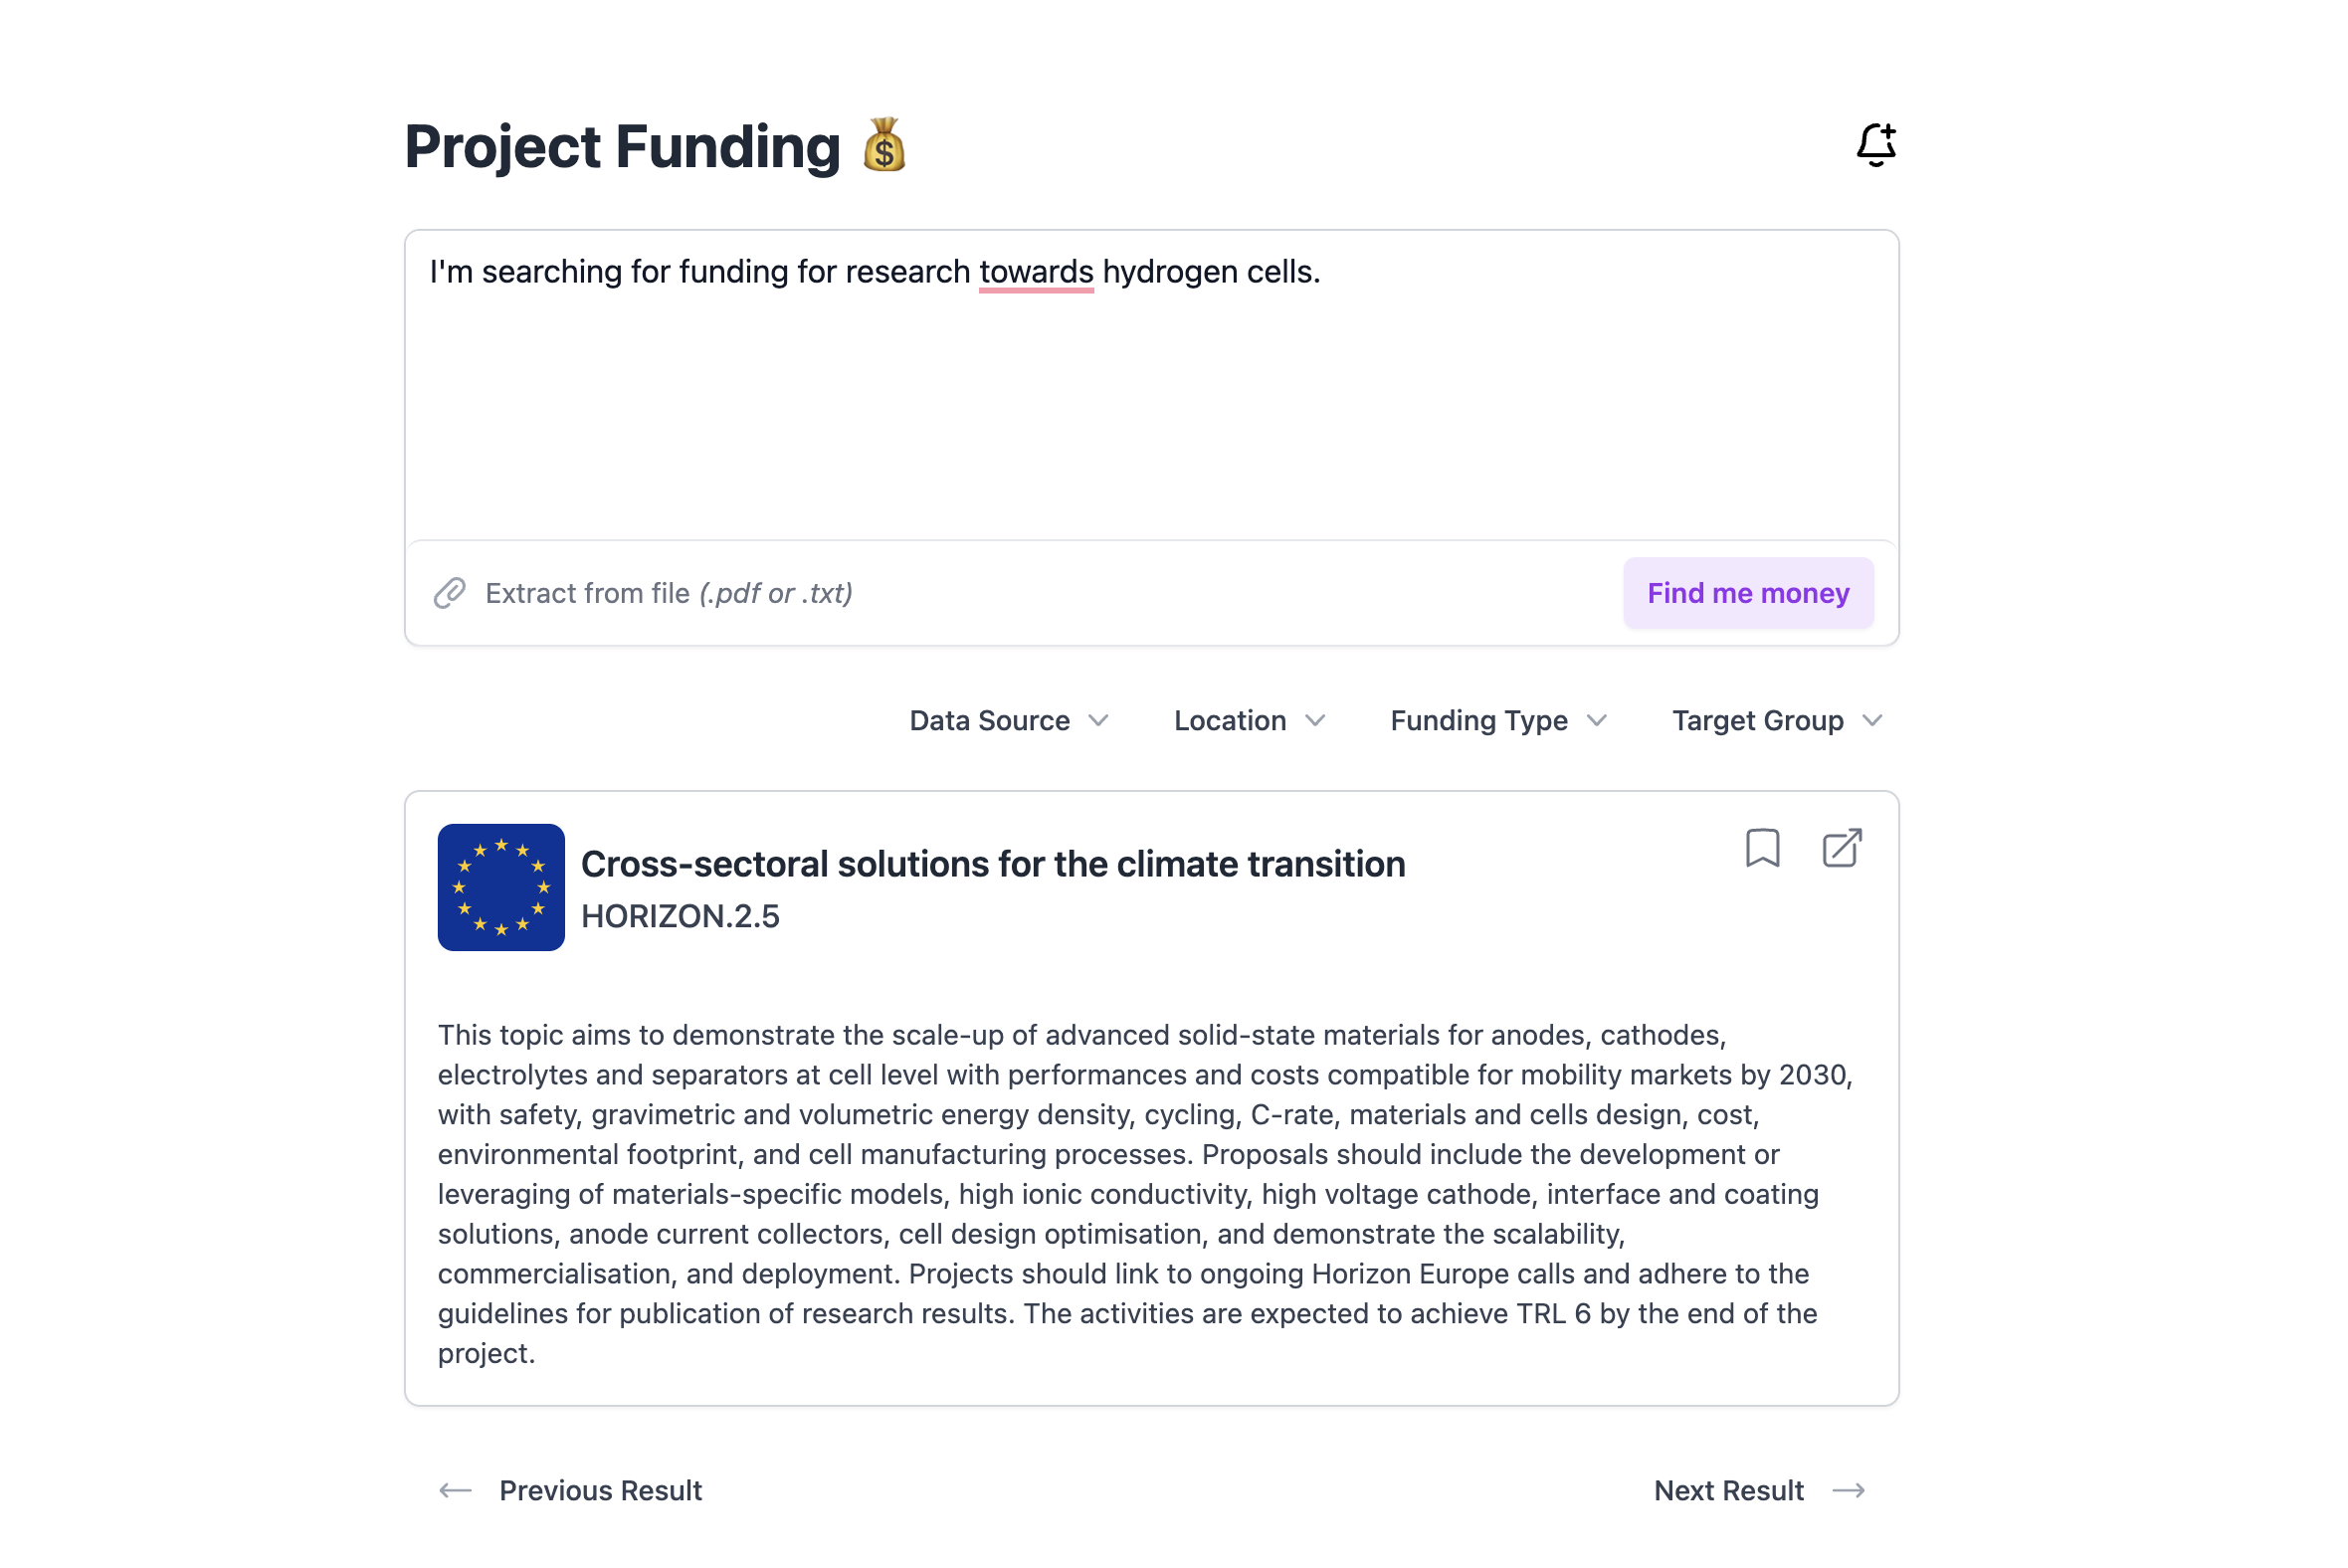 Project Funding 💰
I'm searching for funding for research towards hydrogen cells.
Extract from file (.pdf or .txt)
Find me money
Data Source
Location
Funding Type
Target Group
Cross-sectoral solutions for the climate transition
HORIZON.2.5
This topic aims to demonstrate the scale-up of advanced solid-state materials for anodes, cathodes,
electrolytes and separators at cell level with performances and costs compatible for mobility markets by 2030,
with safety, gravimetric and volumetric energy density, cycling, C-rate, materials and cells design, cost,
environmental footprint, and cell manufacturing processes. Proposals should include the development or
leveraging of materials-specific models, high ionic conductivity, high voltage cathode, interface and coating
solutions, anode current collectors, cell design optimisation, and demonstrate the scalability,
commercialisation, and deployment. Projects should link to ongoing Horizon Europe calls and adhere to the
guidelines for publication of research results. The activities are expected to achieve TRL 6 by the end of the
project.
Previous Result
Next Result